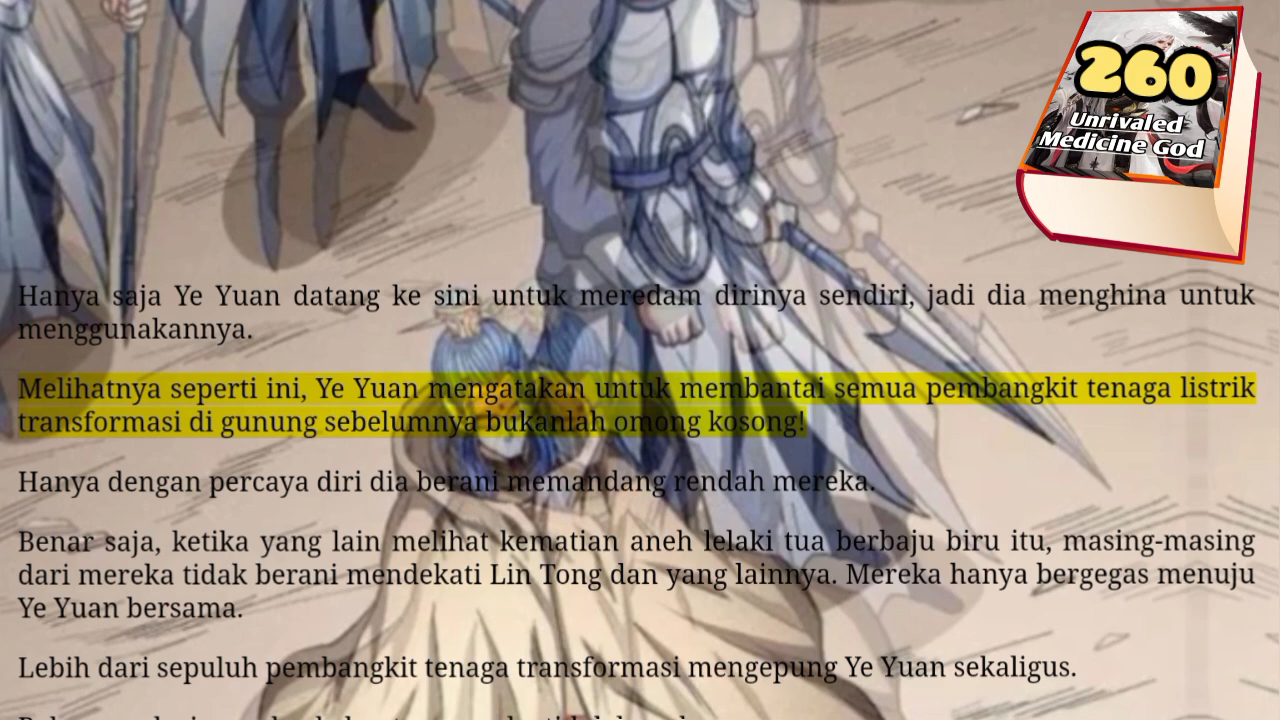 260
Unrivaled
Medicine God
Hanya saja Ye Yuan datang ke sini untuk meredam dirinya sendiri, jadi dia menghina untuk
menggunakannya.
Melihatnya seperti ini, Ye Yuan mengatakan untuk membantai semua pembangkit tenaga listrik
transformasi di gunung sebelumnya bukanlah omong kosong!
Hanya dengan percaya diri dia berani memandang rendah mereka.
Benar saja, ketika yang lain melihat kematian aneh lelaki tua berbaju biru itu, masing-masing
dari mereka tidak berani mendekati Lin Tong dan yang lainnya. Mereka hanya bergegas menuju
Ye Yuan bersama.
Lebih dari sepuluh pembangkit tenaga transformasi mengepung Ye Yuan sekaligus.